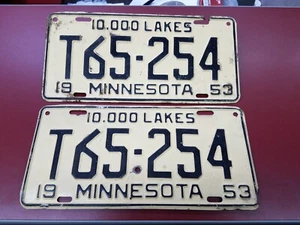 10.000 LAKES
T65-254
19 MINNESOTA 53
10.000 LAKES
T65-254
19 MINNESOTA 53